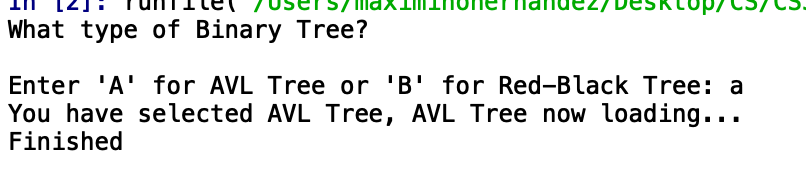 In [2]: runfile('/Users/maximinohernandez/Desktop/CS/CS
What type of Binary Tree?
Enter 'A' for AVL Tree or 'B' for Red-Black Tree: a
You have selected AVL Tree, AVL Tree now loading...
Finished